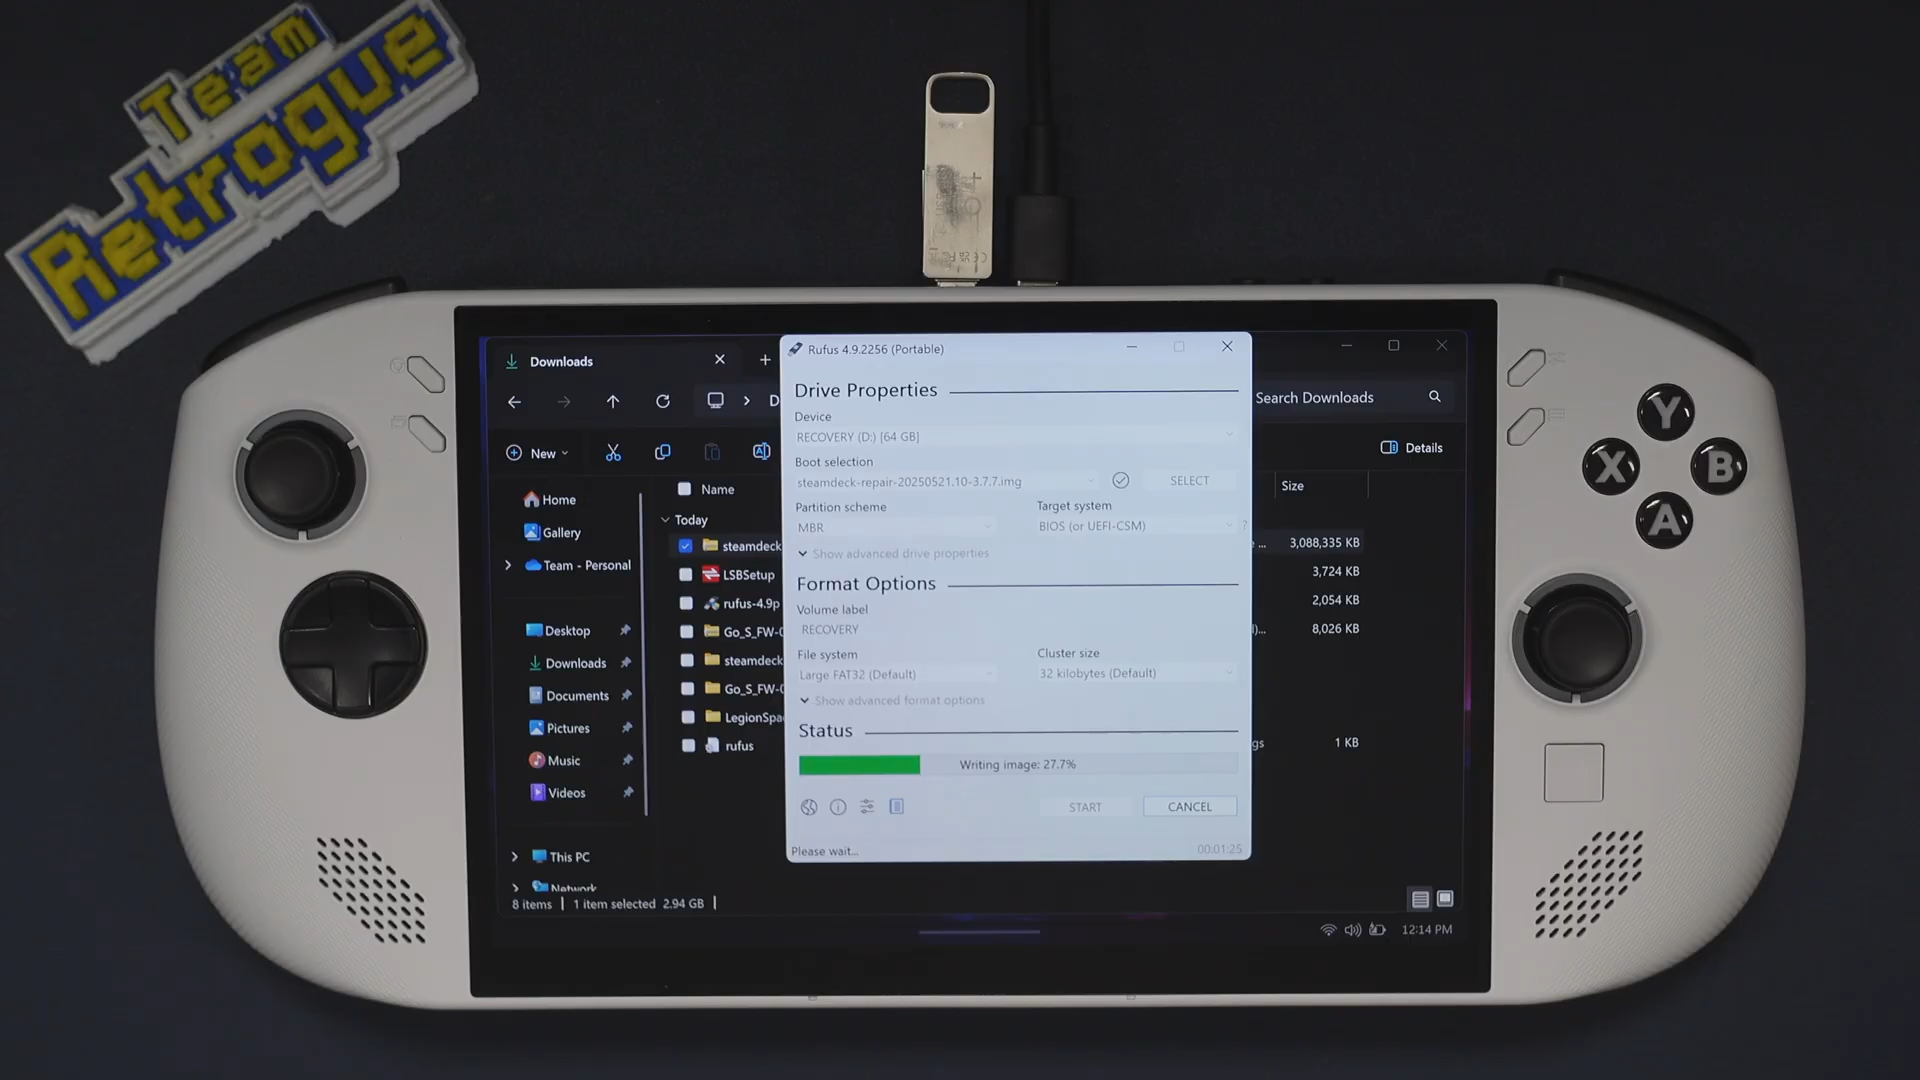 Team
Retrogue
Downloads
Rufus 4.9.2256 (Portable)
Drive Properties
Device
RECOVERY (D:) [64 GB]
Boot selection
steamdeck-repair-20250521.10-3.7.7.img
SELECT
Partition scheme
Target system
MBR
BIOS (or UEFI-CSM)
?
Show advanced drive properties
Format Options
Volume label
RECOVERY
File system
Cluster size
Large FAT32 (Default)
32 kilobytes (Default)
Show advanced format options
Status
Writing image: 27.7%
START
CANCEL
Please wait...
00:01:25
D
Search Downloads
New
Details
Home
Gallery
Team - Personal
Desktop
Downloads
Documents
Pictures
Music
Videos
This PC
Network
Name
Size
Today
steamdeck
e ...
3,088,335 KB
LSBSetup
3,724 KB
rufus-4.9p
2,054 KB
Go_S_FW-0
l)...
8,026 KB
steamdeck
Go_S_FW-0
LegionSpa
rufus
gs
1 KB
8 items
1 item selected 2.94 GB
12:14 PM
Y
X
B
A